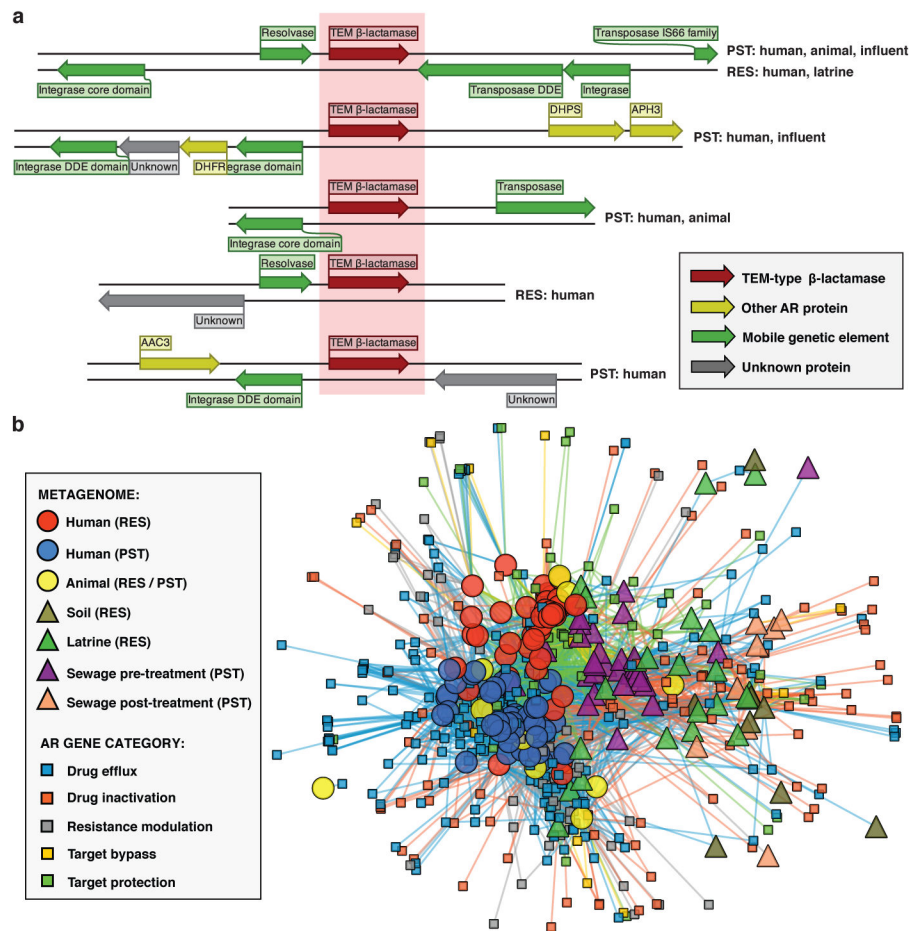 a
Resolvase
TEM β-lactamase
Transposase IS66 family
PST: human, animal, influent
RES: human, latrine
Integrase core domain
Transposase DDE
Integrase
TEM β-lactamase
DHPS
APH3
PST: human, influent
Integrase DDE domain
Unknown
DHFR
egrase domain
TEM β-lactamase
Transposase
PST: human, animal
Integrase core domain
Resolvase
TEM β-lactamase
RES: human
Unknown
AAC3
TEM β-lactamase
PST: human
Integrase DDE domain
Unknown
TEM-type β-lactamase
Other AR protein
Mobile genetic element
Unknown protein
b
METAGENOME:
Human (RES)
Human (PST)
Animal (RES / PST)
Soil (RES)
Latrine (RES)
Sewage pre-treatment (PST)
Sewage post-treatment (PST)
AR GENE CATEGORY:
Drug efflux
Drug inactivation
Resistance modulation
Target bypass
Target protection